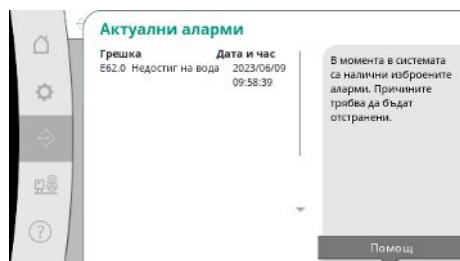 Актуални аларми
Грешка Дата и час
E62.0 Недостиг на вода 2023/06/09
09:58:39
В момента в системата
са налични изброените
аларми. Причините
трябва да бъдат
отстранени.
Помощ